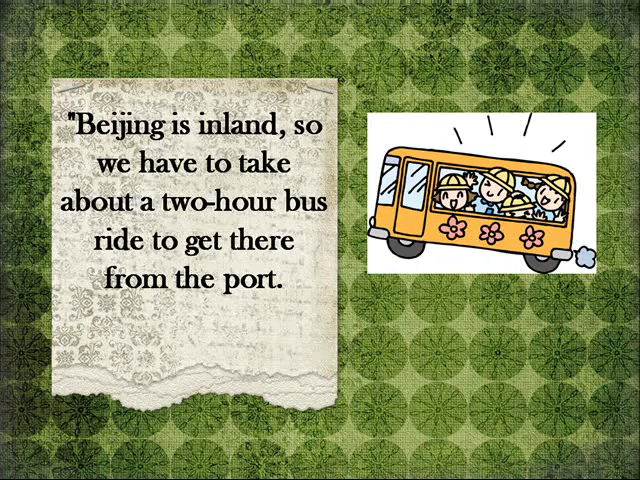 "Beijing is inland, so
we have to take
about a two-hour bus
ride to get there
from the port.